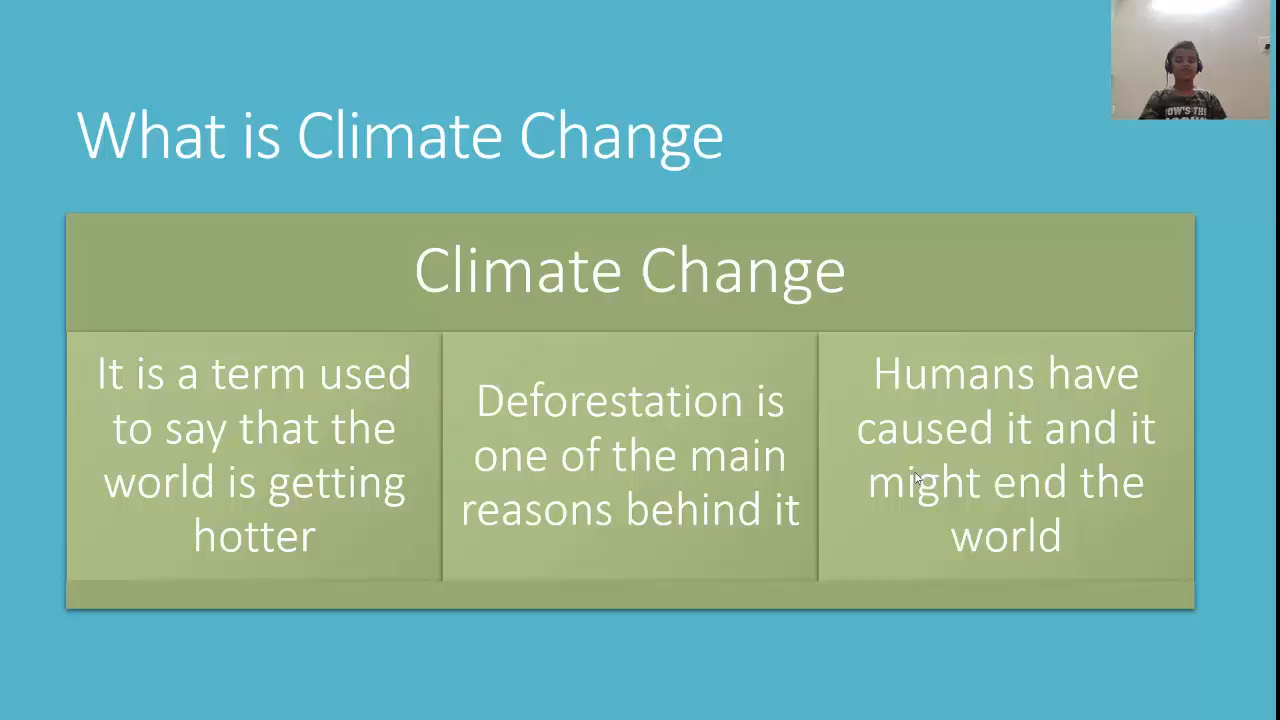 What is Climate Change
Climate Change
It is a term used
to say that the
world is getting
hotter
Deforestation is
one of the main
reasons behind it
Humans have
caused it and it
might end the
world